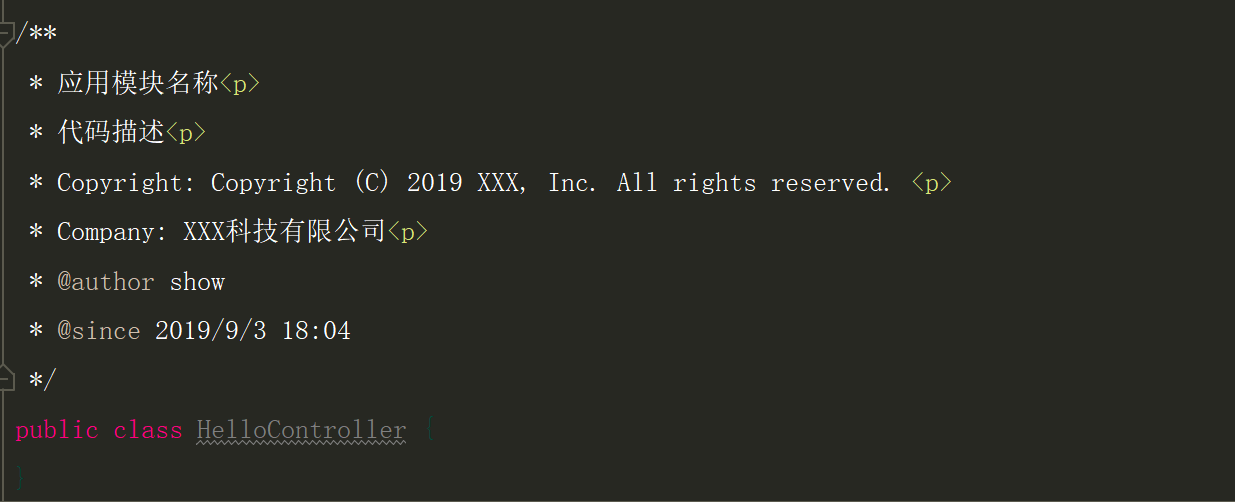 /**
* 应用模块名称<p>
* 代码描述<p>
* Copyright: Copyright (C) 2019 XXX, Inc. All rights reserved. <p>
* Company: XXX科技有限公司<p>
* @author show
* @since 2019/9/3 18:04
*/
public class HelloController {
}